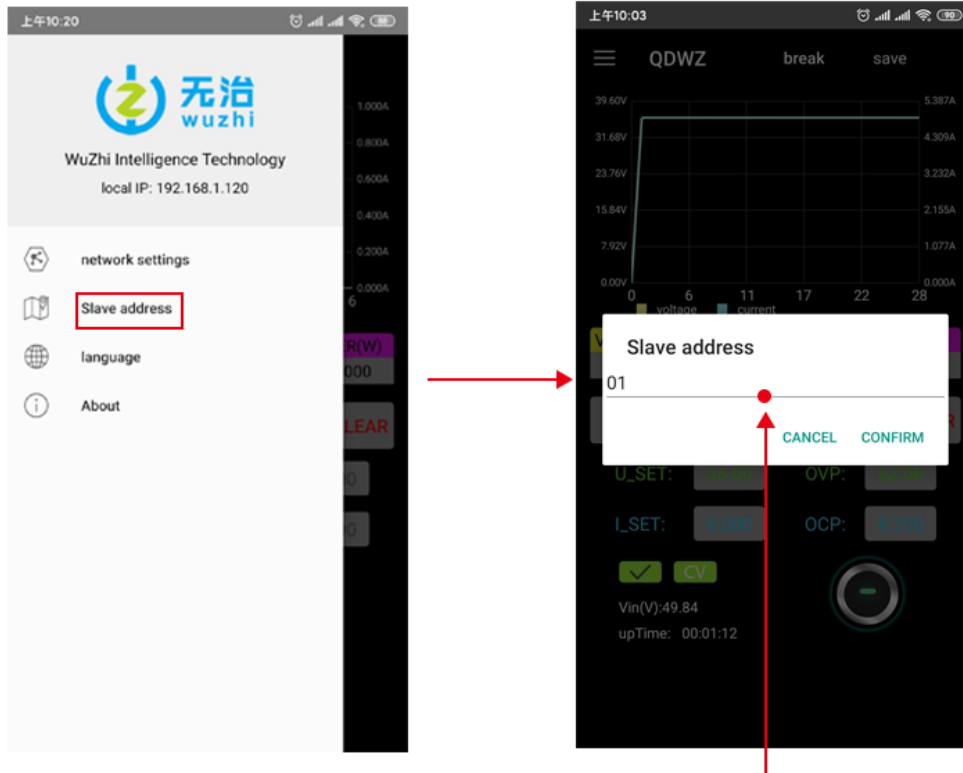 上午10:20
无治
wuzhi
WuZhi Intelligence Technology
local IP: 192.168.1.120
network settings
Slave address
language
About
1.000A
0.800A
0.600A
0.400A
0.200A
0.000A
6
R(W)
000
LEAR
上午10:03
90
QDWZ break save
39.60V 5.387A
31.68V 4.309A
23.76V 3.232A
15.84V 2.155A
7.92V 1.077A
0.00V 0.000A
0 6 11 17 22 28
voltage current
Slave address
01
CANCEL CONFIRM
U_SET: OVP:
I_SET: OCP:
CV
Vin(V):49.84
upTime: 00:01:12